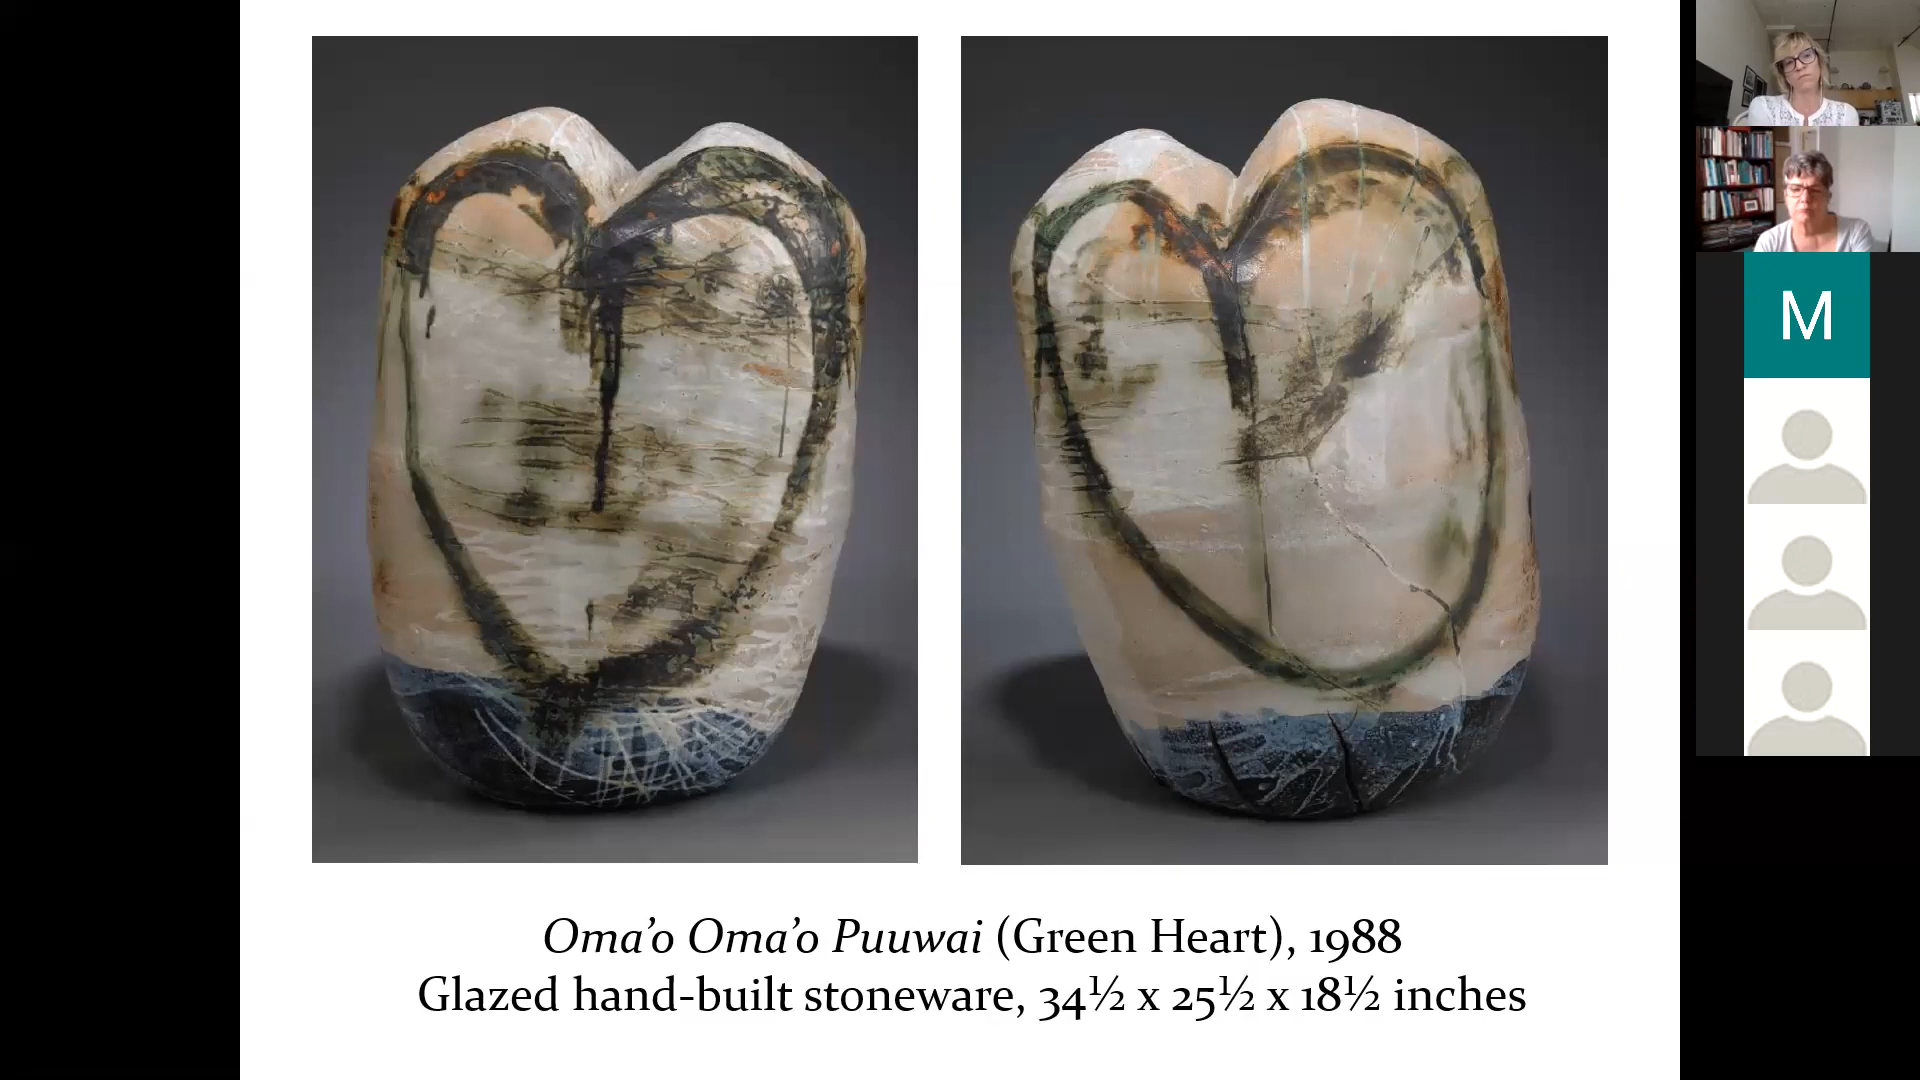 Oma’o Oma’o Puuwai (Green Heart), 1988
Glazed hand-built stoneware, 34½ x 25½ x 18½ inches
M